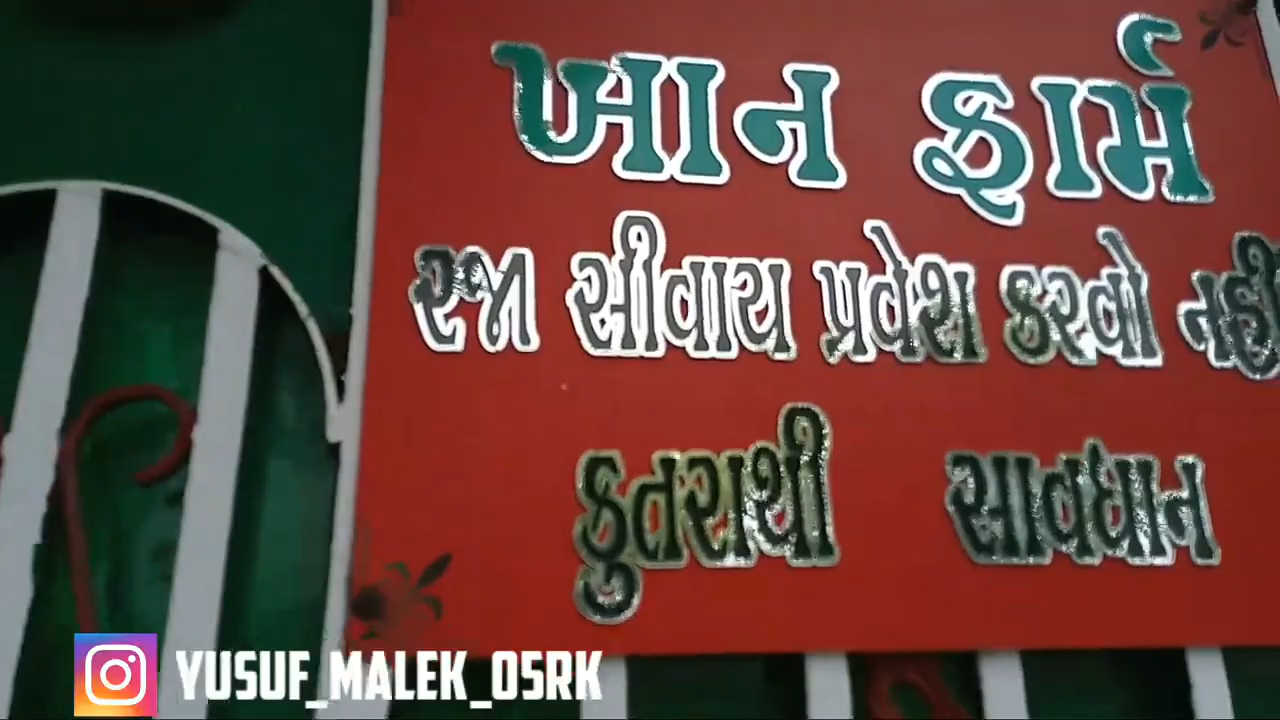 ખાન ફાર્મ
રજા સીવાય પ્રવેશ કરવો નહી
કુતરાથી સાવધાન
YUSUF_MALEK_05RK